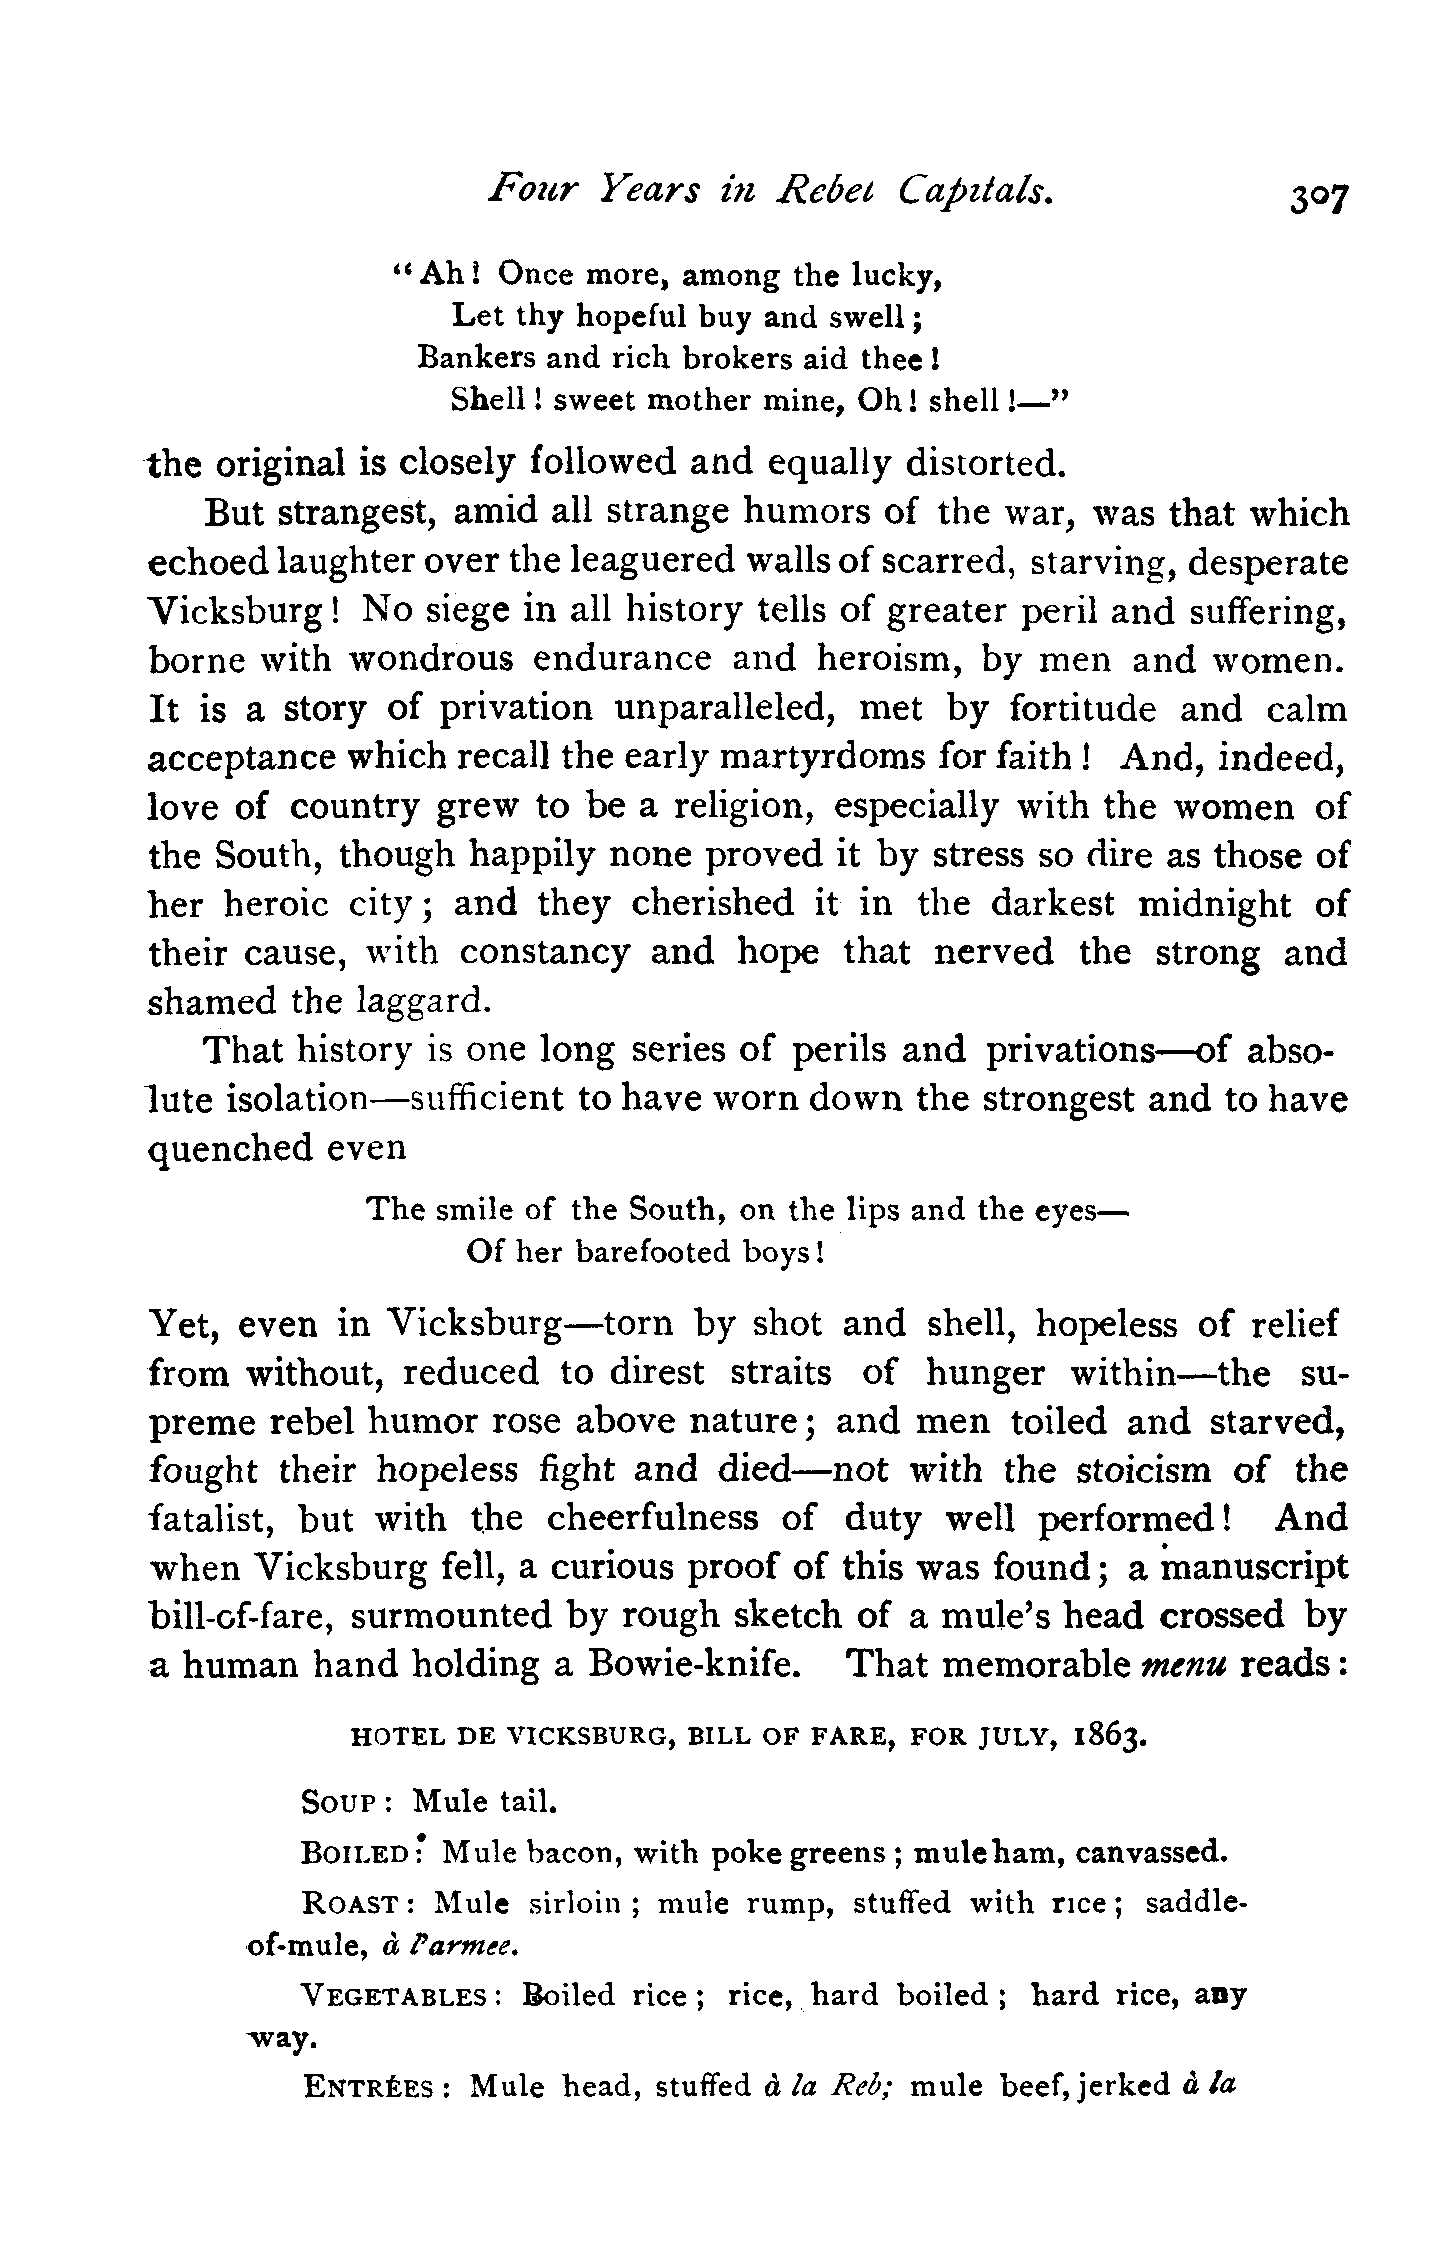 Four Years in Rebel Capitals. 307
"Ah! Once more, among the lucky,
Let thy hopeful buy and swell;
Bankers and rich brokers aid thee!
Shell! sweet mother mine, Oh! shell!—"
the original is closely followed and equally distorted.
But strangest, amid all strange humors of the war, was that which
echoed laughter over the leaguered walls of scarred, starving, desperate
Vicksburg! No siege in all history tells of greater peril and suffering,
borne with wondrous endurance and heroism, by men and women.
It is a story of privation unparalleled, met by fortitude and calm
acceptance which recall the early martyrdoms for faith! And, indeed,
love of country grew to be a religion, especially with the women of
the South, though happily none proved it by stress so dire as those of
her heroic city; and they cherished it in the darkest midnight of
their cause, with constancy and hope that nerved the strong and
shamed the laggard.
That history is one long series of perils and privations—of abso-
lute isolation—sufficient to have worn down the strongest and to have
quenched even
The smile of the South, on the lips and the eyes—
Of her barefooted boys!
Yet, even in Vicksburg—torn by shot and shell, hopeless of relief
from without, reduced to direst straits of hunger within—the su-
preme rebel humor rose above nature; and men toiled and starved,
fought their hopeless fight and died—not with the stoicism of the
fatalist, but with the cheerfulness of duty well performed! And
when Vicksburg fell, a curious proof of this was found; a manuscript
bill-of-fare, surmounted by rough sketch of a mule's head crossed by
a human hand holding a Bowie-knife. That memorable menu reads:
HOTEL DE VICKSBURG, BILL OF FARE, FOR JULY, 1863.
SOUP: Mule tail.
BOILED: Mule bacon, with poke greens; mule ham, canvassed.
ROAST: Mule sirloin; mule rump, stuffed with rice; saddle-
of-mule, à l'armee.
VEGETABLES: Boiled rice; rice, hard boiled; hard rice, any
way.
ENTRÉES: Mule head, stuffed à la Reb; mule beef, jerked à la